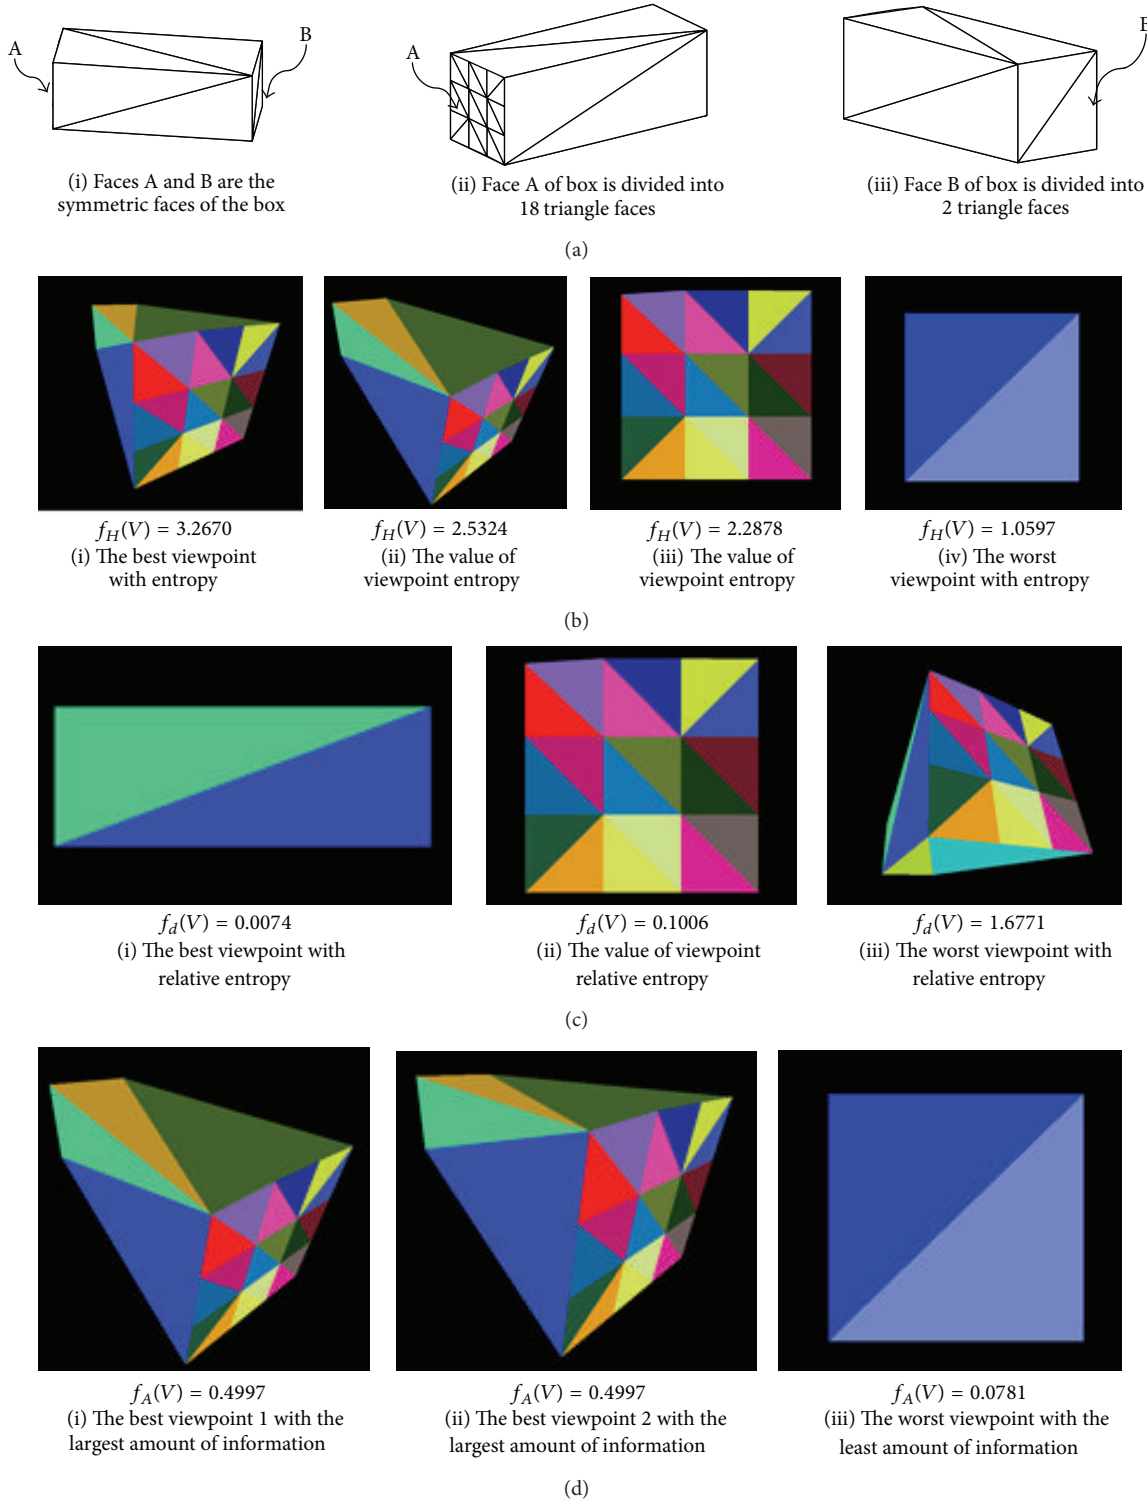 A
B
A
B
(i) Faces A and B are the
symmetric faces of the box
(ii) Face A of box is divided into
18 triangle faces
(iii) Face B of box is divided into
2 triangle faces
(a)
f_H(V) = 3.2670
(i) The best viewpoint
with entropy
f_H(V) = 2.5324
(ii) The value of
viewpoint entropy
f_H(V) = 2.2878
(iii) The value of
viewpoint entropy
f_H(V) = 1.0597
(iv) The worst
viewpoint with entropy
(b)
f_d(V) = 0.0074
(i) The best viewpoint with
relative entropy
f_d(V) = 0.1006
(ii) The value of viewpoint
relative entropy
f_d(V) = 1.6771
(iii) The worst viewpoint with
relative entropy
(c)
f_A(V) = 0.4997
(i) The best viewpoint 1 with the
largest amount of information
f_A(V) = 0.4997
(ii) The best viewpoint 2 with the
largest amount of information
f_A(V) = 0.0781
(iii) The worst viewpoint with the
least amount of information
(d)